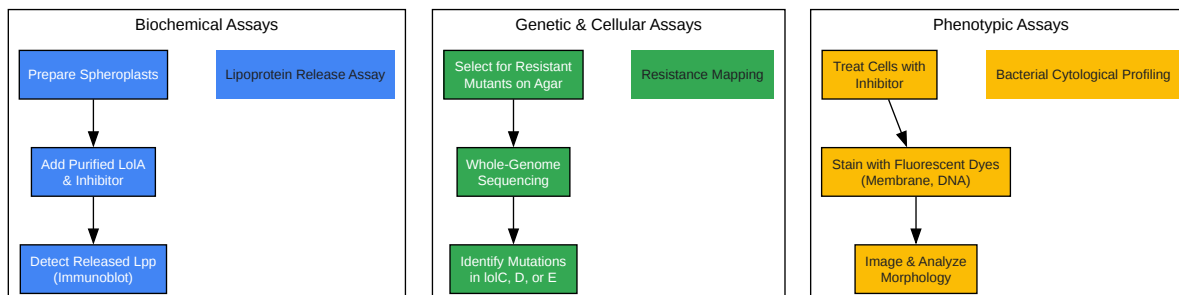 Biochemical Assays
Prepare Spheroplasts
Lipoprotein Release Assay
Add Purified LolA
& Inhibitor
Detect Released Lpp
(Immunoblot)
Genetic & Cellular Assays
Select for Resistant
Mutants on Agar
Resistance Mapping
Whole-Genome
Sequencing
Identify Mutations
in lolC, D, or E
Phenotypic Assays
Treat Cells with
Inhibitor
Bacterial Cytological Profiling
Stain with Fluorescent Dyes
(Membrane, DNA)
Image & Analyze
Morphology